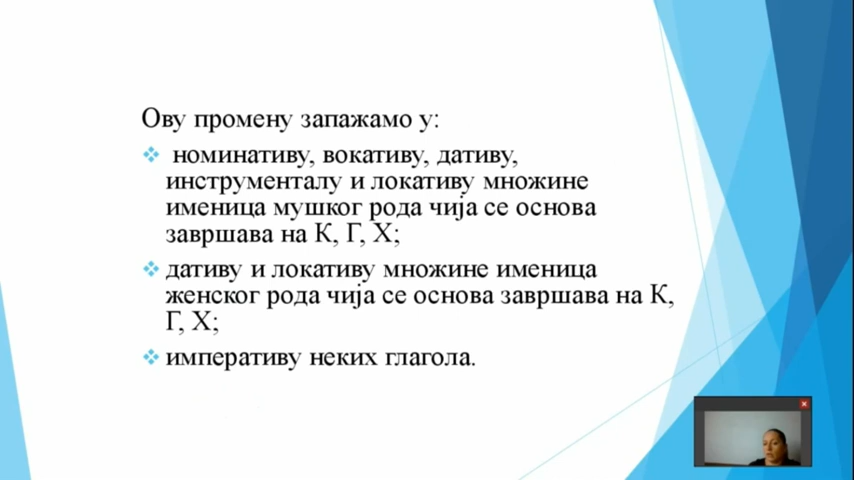 Ову промену запажамо у:
номинативу, вокативу, дативу,
инструменталу и локативу множине
именица мушког рода чија се основа
завршава на К, Г, Х;
дативу и локативу множине именица
женског рода чија се основа завршава на К,
Г, Х;
императиву неких глагола.